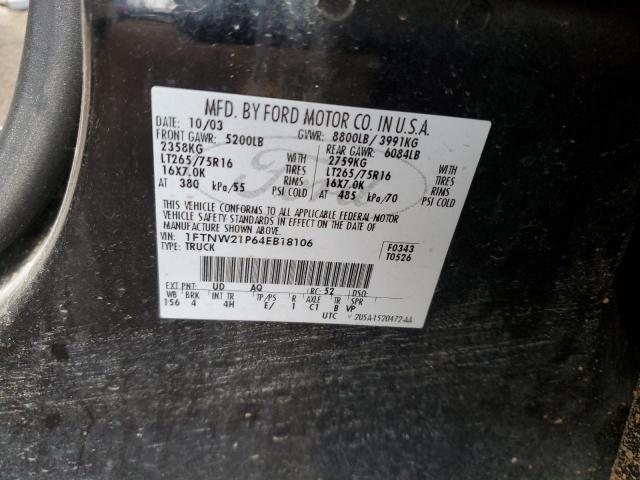 MFD. BY FORD MOTOR CO. IN U.S.A.
DATE: 10/03 GVWR: 8800LB/ 3991KG
FRONT GAWR: 5200LB REAR GAWR: 6084LB
2358KG WITH 2759KG WITH
LT265/75R16 TIRES LT265/75R16 TIRES
16X7.0K RIMS 16X7.0K RIMS
AT 380 kPa/55 PSI COLD AT 485 kPa/70 PSI COLD
THIS VEHICLE CONFORMS TO ALL APPLICABLE FEDERAL MOTOR
VEHICLE SAFETY STANDARDS IN EFFECT ON THE DATE OF
MANUFACTURE SHOWN ABOVE.
VIN: 1FTNW21P64EB18106 F0343
TYPE: TRUCK T0526
EXT PNT: UD AQ RC: 52 DSO:
WB BRK INT TR TP/PS R AXLE TR SPR
156 4 4H E/ 1 C1 B VP
UTC 2U5A-1520472-AA
Ford